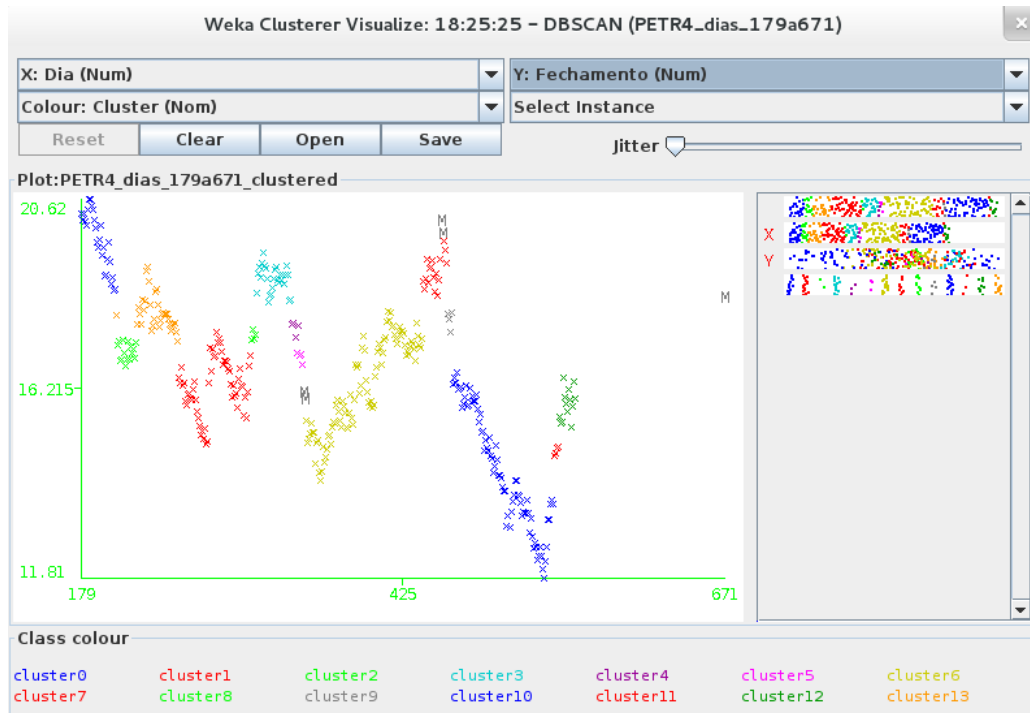 Weka Clusterer Visualize: 18:25:25 – DBSCAN (PETR4_dias_179a671)
X: Dia (Num) Y: Fechamento (Num)
Colour: Cluster (Nom) Select Instance
Reset Clear Open Save Jitter
Plot:PETR4_dias_179a671_clustered
20.62
16.215
11.81
179 425 671
M
M
M
M
M
X
Y
Class colour
cluster0 cluster1 cluster2 cluster3 cluster4 cluster5 cluster6
cluster7 cluster8 cluster9 cluster10 cluster11 cluster12 cluster13